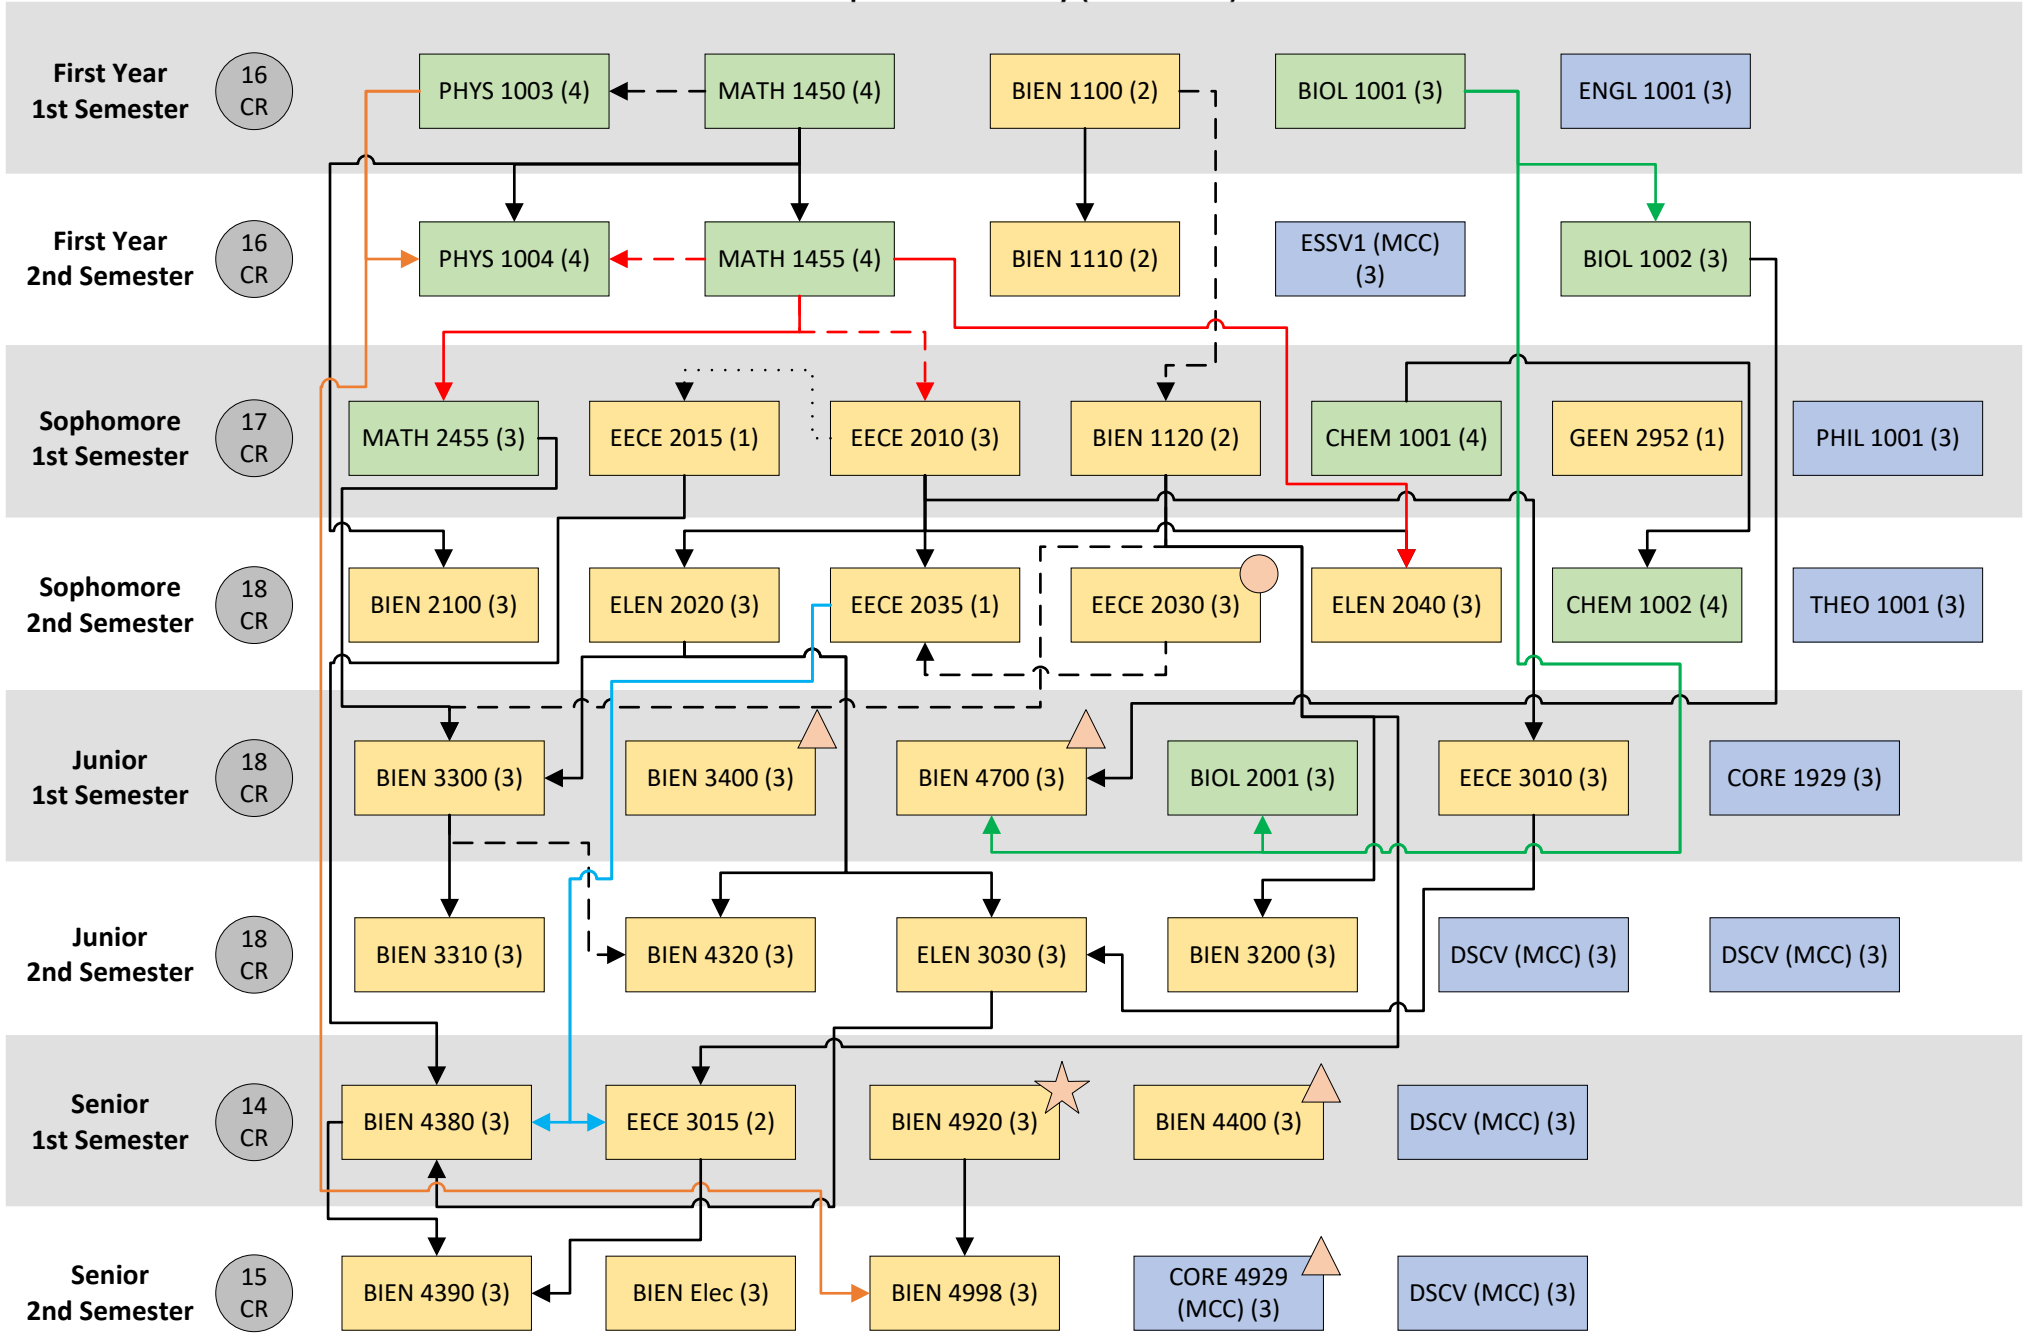 First Year
1st Semester
16
CR
PHYS 1003 (4)
MATH 1450 (4)
BIEN 1100 (2)
BIOL 1001 (3)
ENGL 1001 (3)
First Year
2nd Semester
16
CR
PHYS 1004 (4)
MATH 1455 (4)
BIEN 1110 (2)
ESSV1 (MCC)
(3)
BIOL 1002 (3)
Sophomore
1st Semester
17
CR
MATH 2455 (3)
EECE 2015 (1)
EECE 2010 (3)
BIEN 1120 (2)
CHEM 1001 (4)
GEEN 2952 (1)
PHIL 1001 (3)
Sophomore
2nd Semester
18
CR
BIEN 2100 (3)
ELEN 2020 (3)
EECE 2035 (1)
EECE 2030 (3)
ELEN 2040 (3)
CHEM 1002 (4)
THEO 1001 (3)
Junior
1st Semester
18
CR
BIEN 3300 (3)
BIEN 3400 (3)
BIEN 4700 (3)
BIOL 2001 (3)
EECE 3010 (3)
CORE 1929 (3)
Junior
2nd Semester
18
CR
BIEN 3310 (3)
BIEN 4320 (3)
ELEN 3030 (3)
BIEN 3200 (3)
DSCV (MCC) (3)
DSCV (MCC) (3)
Senior
1st Semester
14
CR
BIEN 4380 (3)
EECE 3015 (2)
BIEN 4920 (3)
BIEN 4400 (3)
DSCV (MCC) (3)
Senior
2nd Semester
15
CR
BIEN 4390 (3)
BIEN Elec (3)
BIEN 4998 (3)
CORE 4929
(MCC) (3)
DSCV (MCC) (3)